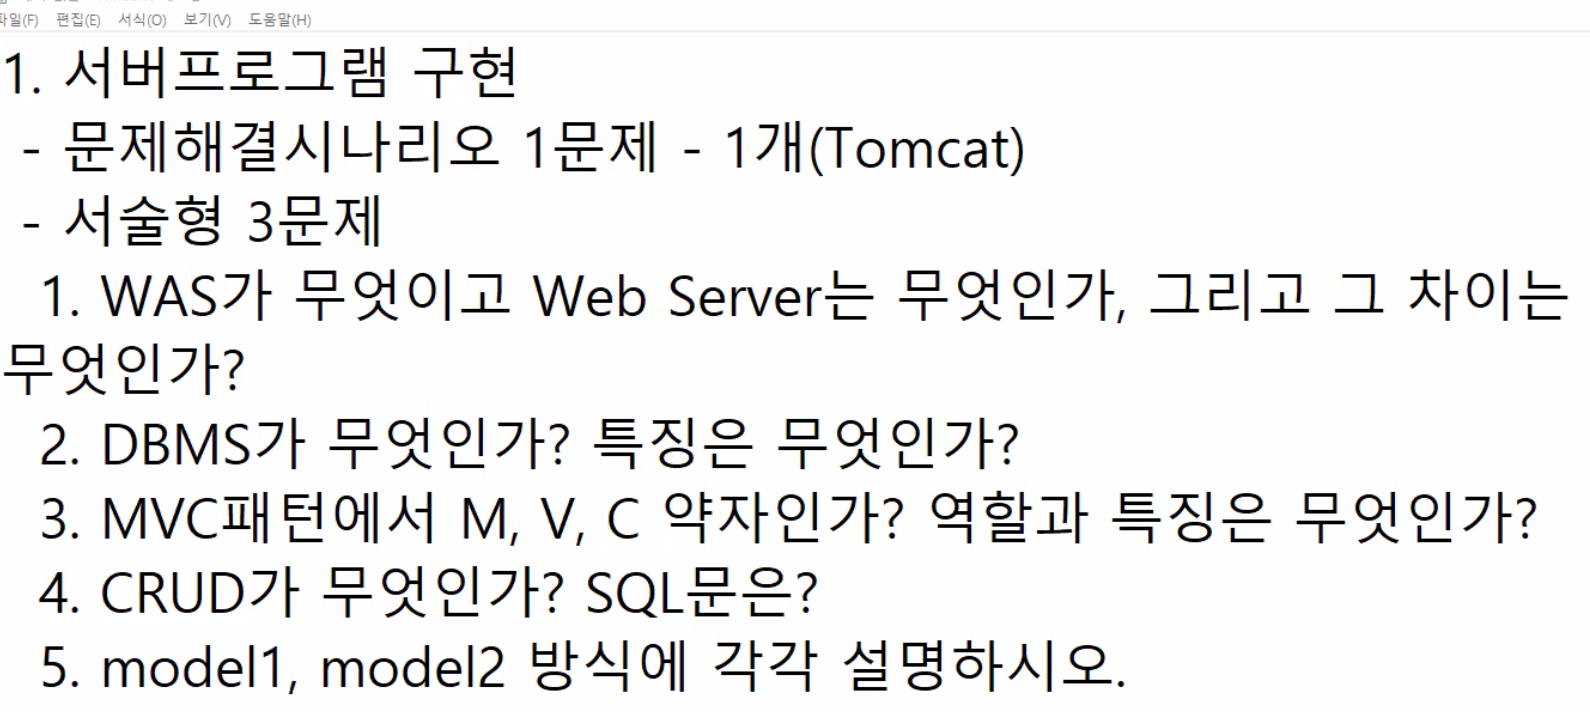 파일(F) 편집(E) 서식(O) 보기(V) 도움말(H)
1. 서버프로그램 구현
- 문제해결시나리오 1문제 - 1개(Tomcat)
- 서술형 3문제
1. WAS가 무엇이고 Web Server는 무엇인가, 그리고 그 차이는
무엇인가?
2. DBMS가 무엇인가? 특징은 무엇인가?
3. MVC패턴에서 M, V, C 약자인가? 역할과 특징은 무엇인가?
4. CRUD가 무엇인가? SQL문은?
5. model1, model2 방식에 각각 설명하시오.